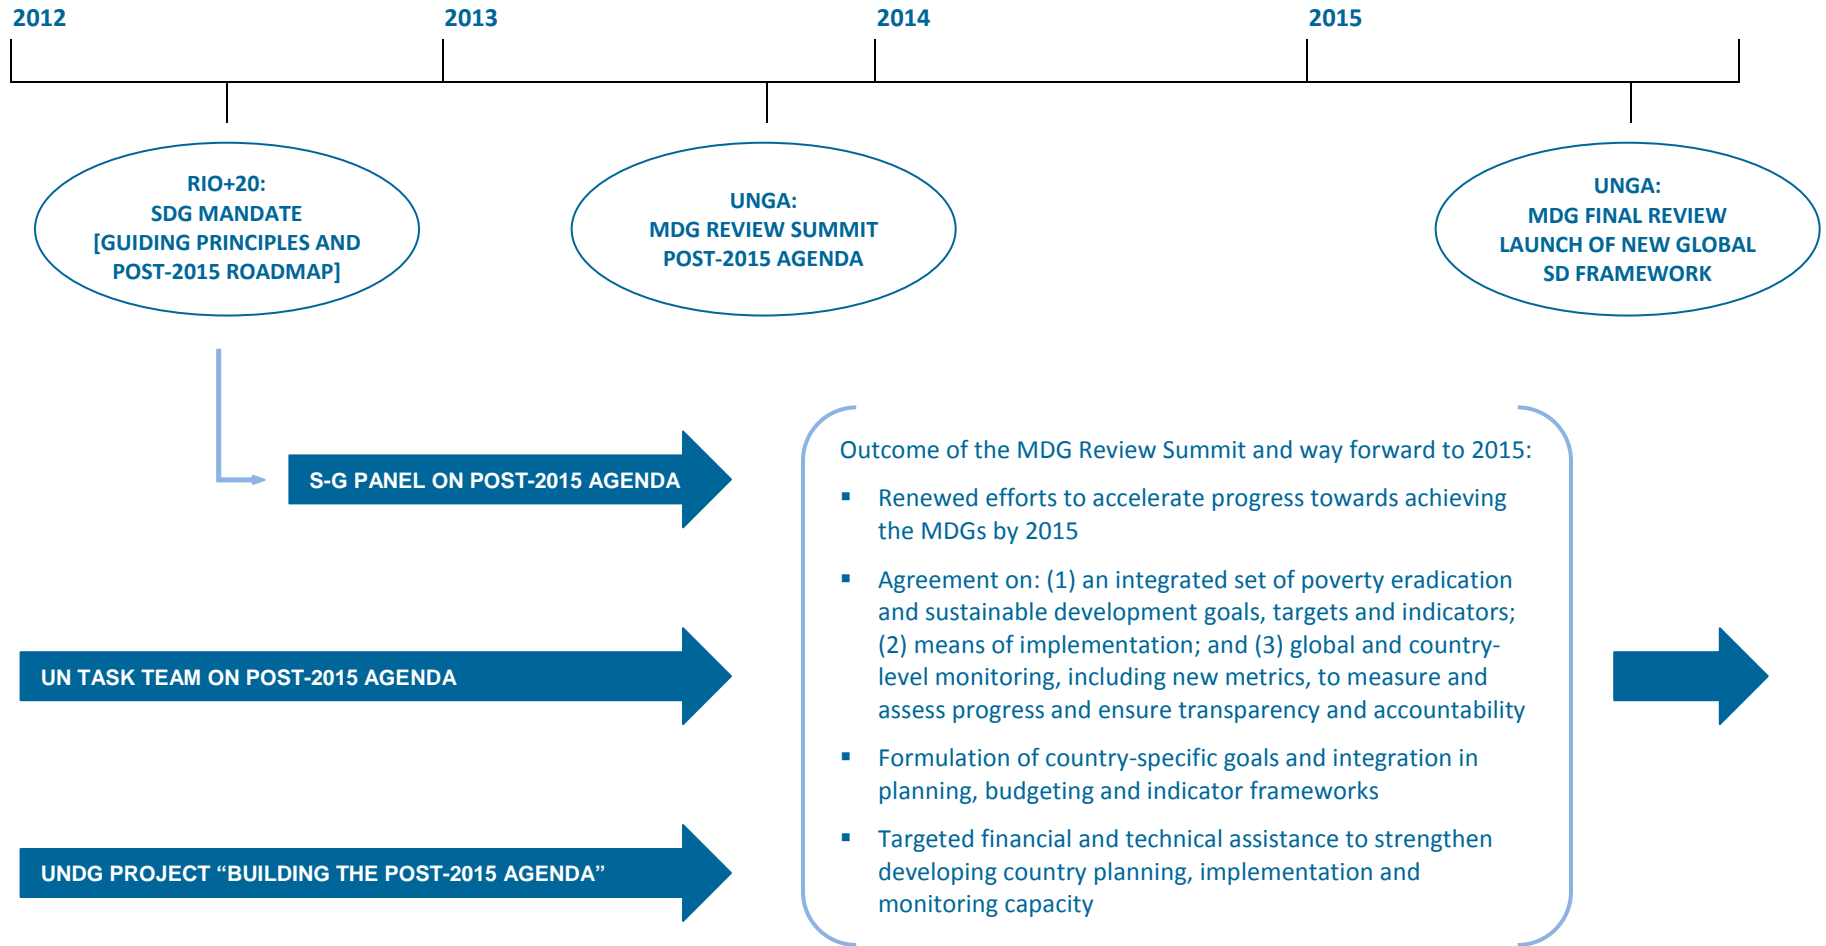 2012
2013
2014
2015
RIO+20:
SDG MANDATE
[GUIDING PRINCIPLES AND
POST-2015 ROADMAP]
UNGA:
MDG REVIEW SUMMIT
POST-2015 AGENDA
UNGA:
MDG FINAL REVIEW
LAUNCH OF NEW GLOBAL
SD FRAMEWORK
S-G PANEL ON POST-2015 AGENDA
UN TASK TEAM ON POST-2015 AGENDA
UNDG PROJECT “BUILDING THE POST-2015 AGENDA”
Outcome of the MDG Review Summit and way forward to 2015:
▪ Renewed efforts to accelerate progress towards achieving
the MDGs by 2015
▪ Agreement on: (1) an integrated set of poverty eradication
and sustainable development goals, targets and indicators;
(2) means of implementation; and (3) global and country-
level monitoring, including new metrics, to measure and
assess progress and ensure transparency and accountability
▪ Formulation of country-specific goals and integration in
planning, budgeting and indicator frameworks
▪ Targeted financial and technical assistance to strengthen
developing country planning, implementation and
monitoring capacity